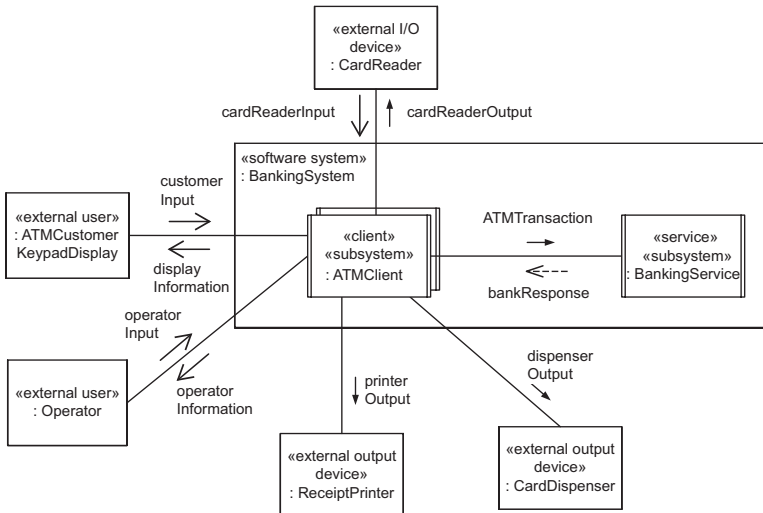 «external I/O
device»
: CardReader
cardReaderInput
cardReaderOutput
«software system»
: BankingSystem
customer
Input
«external user»
: ATMCustomer
KeypadDisplay
display
Information
«client»
«subsystem»
: ATMClient
ATMTransaction
bankResponse
«service»
«subsystem»
: BankingService
operator
Input
«external user»
: Operator
operator
Information
printer
Output
dispenser
Output
«external output
device»
: ReceiptPrinter
«external output
device»
: CardDispenser